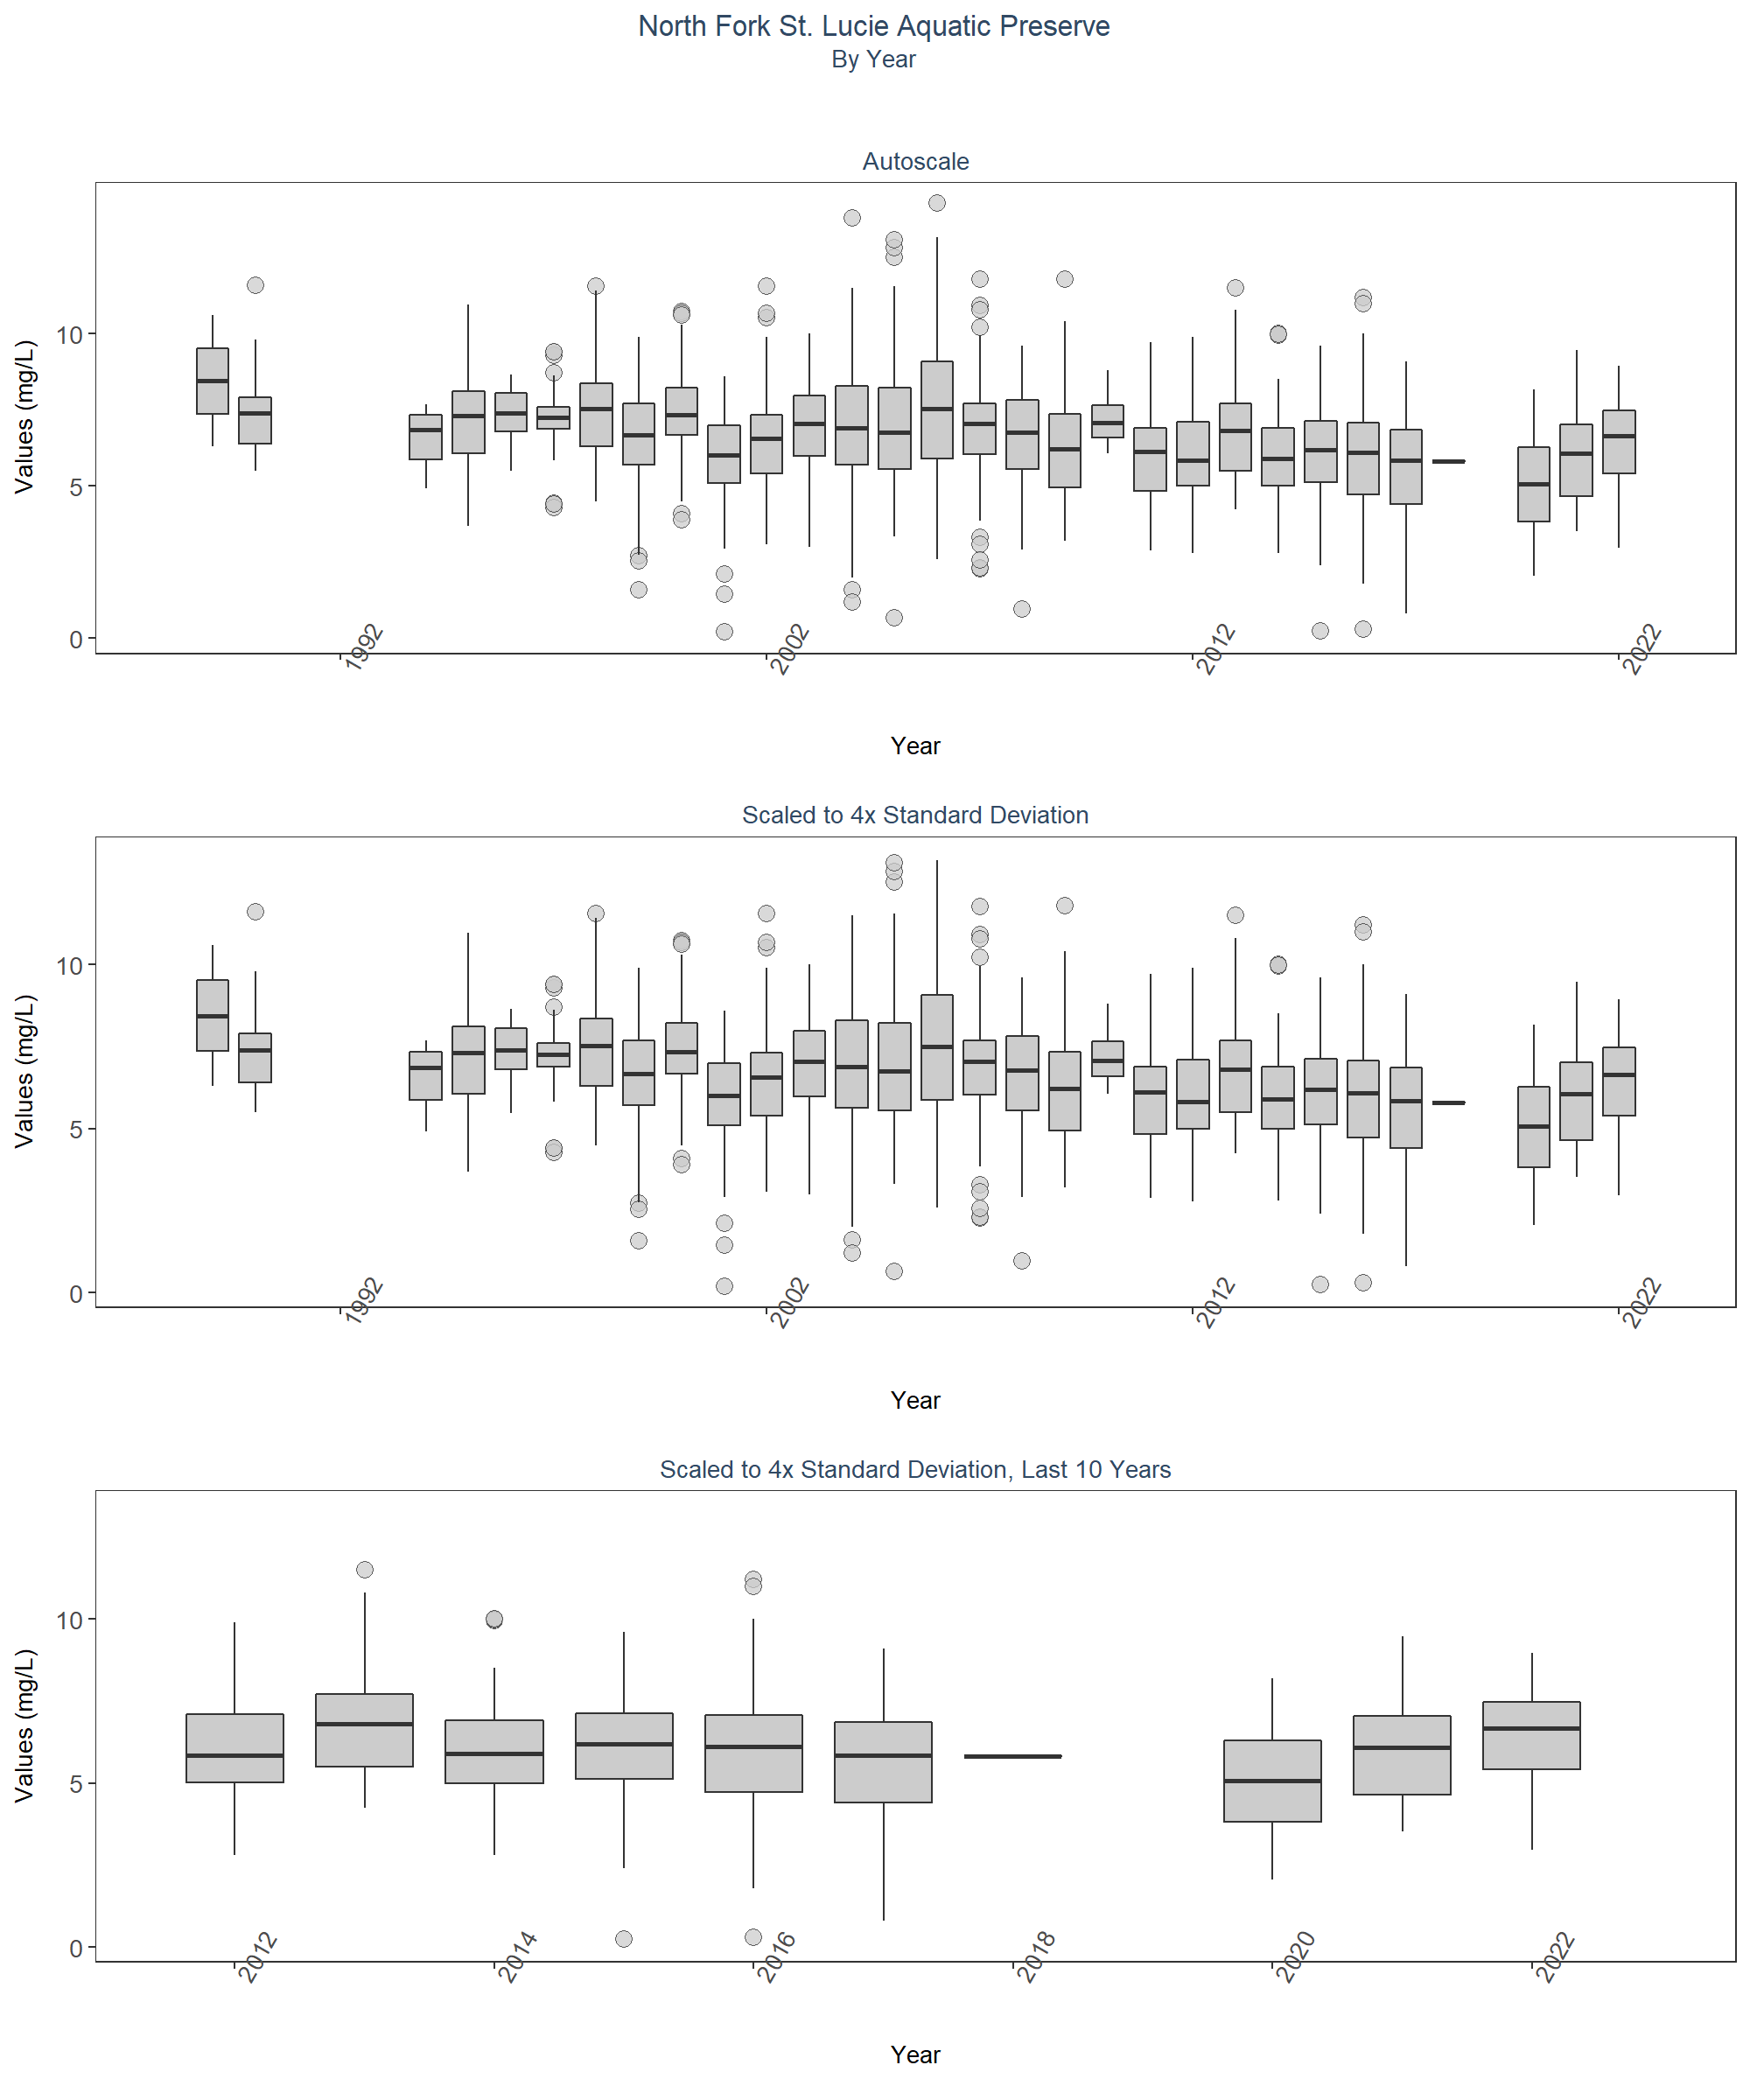 North Fork St. Lucie Aquatic Preserve
By Year
Autoscale
Values (mg/L)
10
5
0
1992 2002 2012 2022
Year
Scaled to 4x Standard Deviation
Values (mg/L)
10
5
0
1992 2002 2012 2022
Year
Scaled to 4x Standard Deviation, Last 10 Years
Values (mg/L)
10
5
0
2012 2014 2016 2018 2020 2022
Year